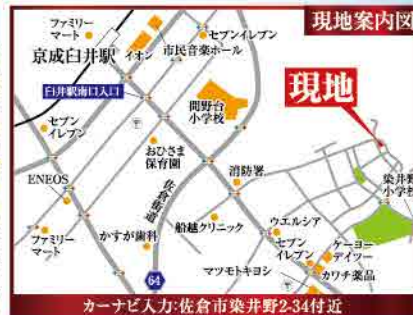 現地案内図
ファミリー
マート
セブンイレブン
京成臼井駅
イオン
市民音楽ホール
臼井駅南口入口
間野台
小学校
現地
セブン
イレブン
おひさま
保育園
消防署
染井野
小学校
ENEOS
佐倉街道
船越クリニック
ウエルシア
ファミリー
マート
かすが歯科
セブン
イレブン
ケーヨー
デイツー
64
マツモトキヨシ
カワチ薬品
カーナビ入力:佐倉市染井野2-34付近